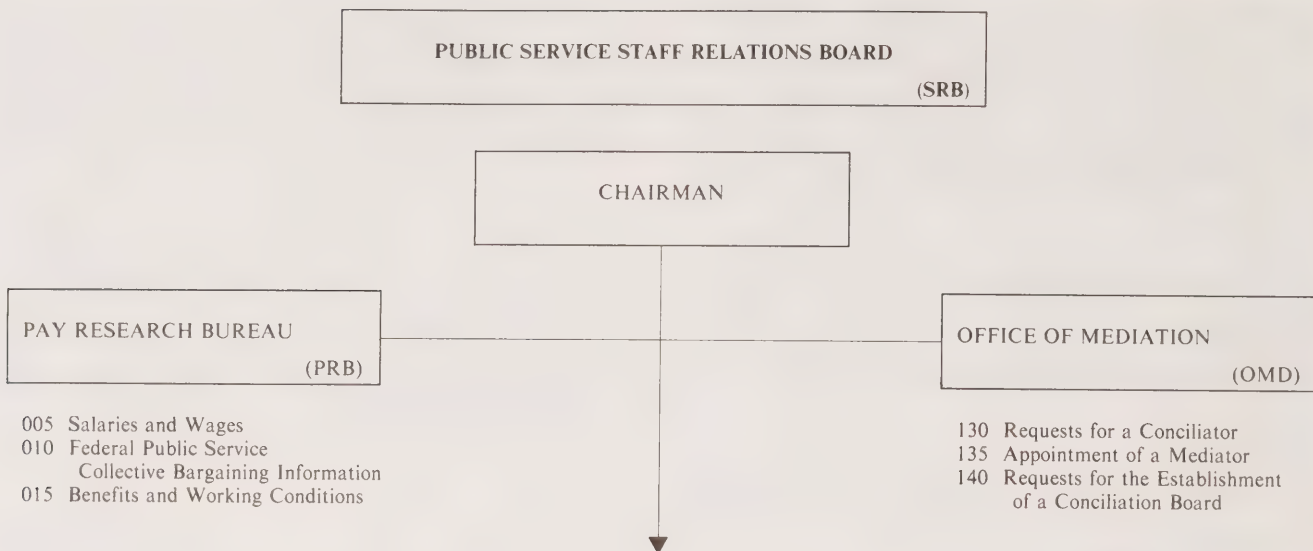 PUBLIC SERVICE STAFF RELATIONS BOARD
(SRB)
CHAIRMAN
PAY RESEARCH BUREAU
(PRB)
005 Salaries and Wages
010 Federal Public Service
Collective Bargaining Information
015 Benefits and Working Conditions
OFFICE OF MEDIATION
(OMD)
130 Requests for a Conciliator
135 Appointment of a Mediator
140 Requests for the Establishment
of a Conciliation Board